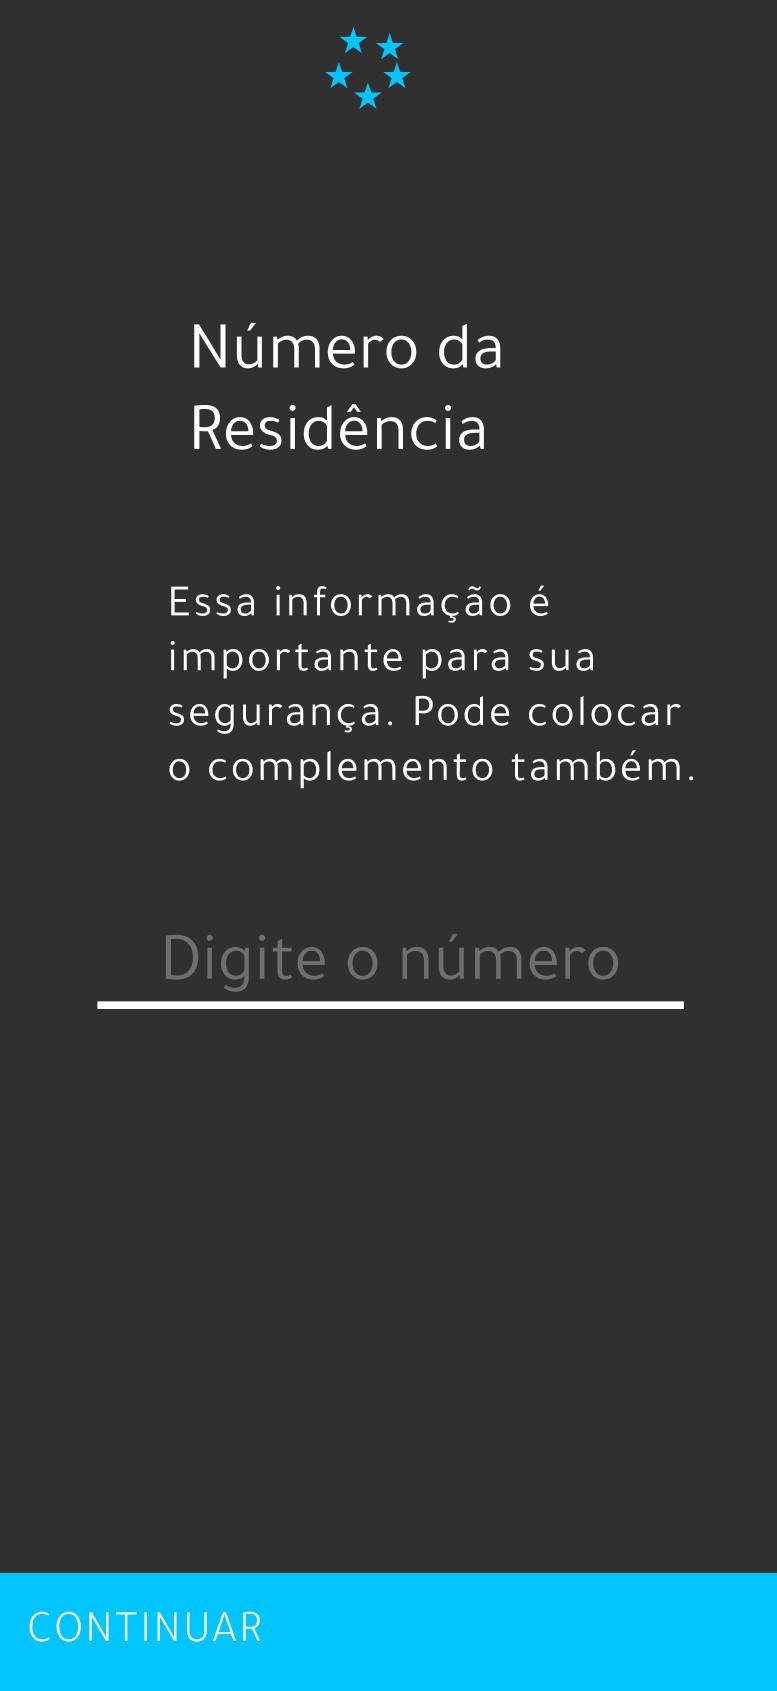 Número da
Residência
Essa informação é
importante para sua
segurança. Pode colocar
o complemento também.
Digite o número
CONTINUAR